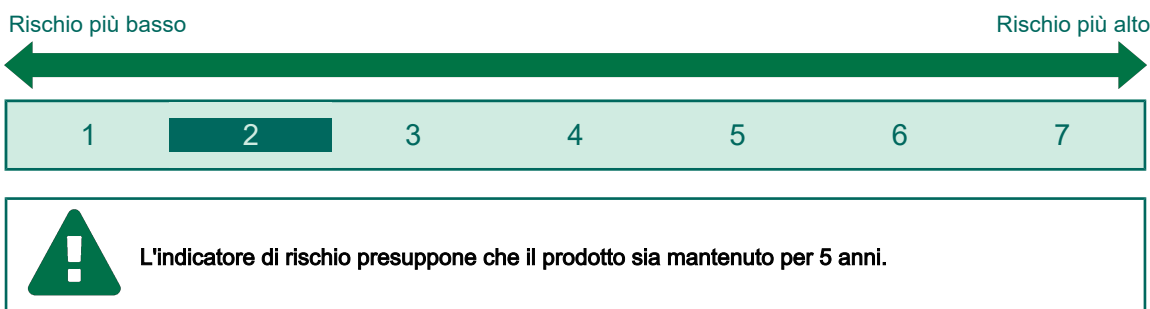 Rischio più basso Rischio più alto
1 2 3 4 5 6 7
L'indicatore di rischio presuppone che il prodotto sia mantenuto per 5 anni.